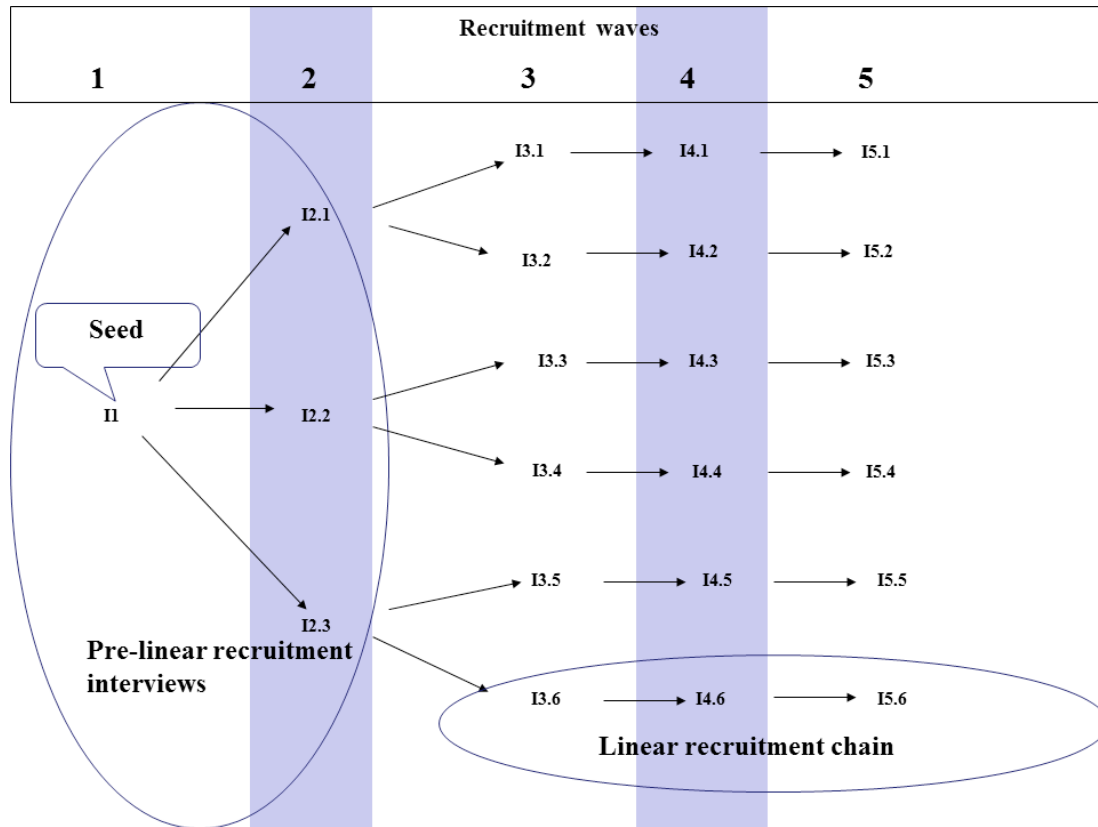 Recruitment waves
1 2 3 4 5
I3.1 I4.1 I5.1
I2.1
I3.2 I4.2 I5.2
Seed
I3.3 I4.3 I5.3
I1 I2.2
I3.4 I4.4 I5.4
I3.5 I4.5 I5.5
I2.3
Pre-linear recruitment
interviews
I3.6 I4.6 I5.6
Linear recruitment chain